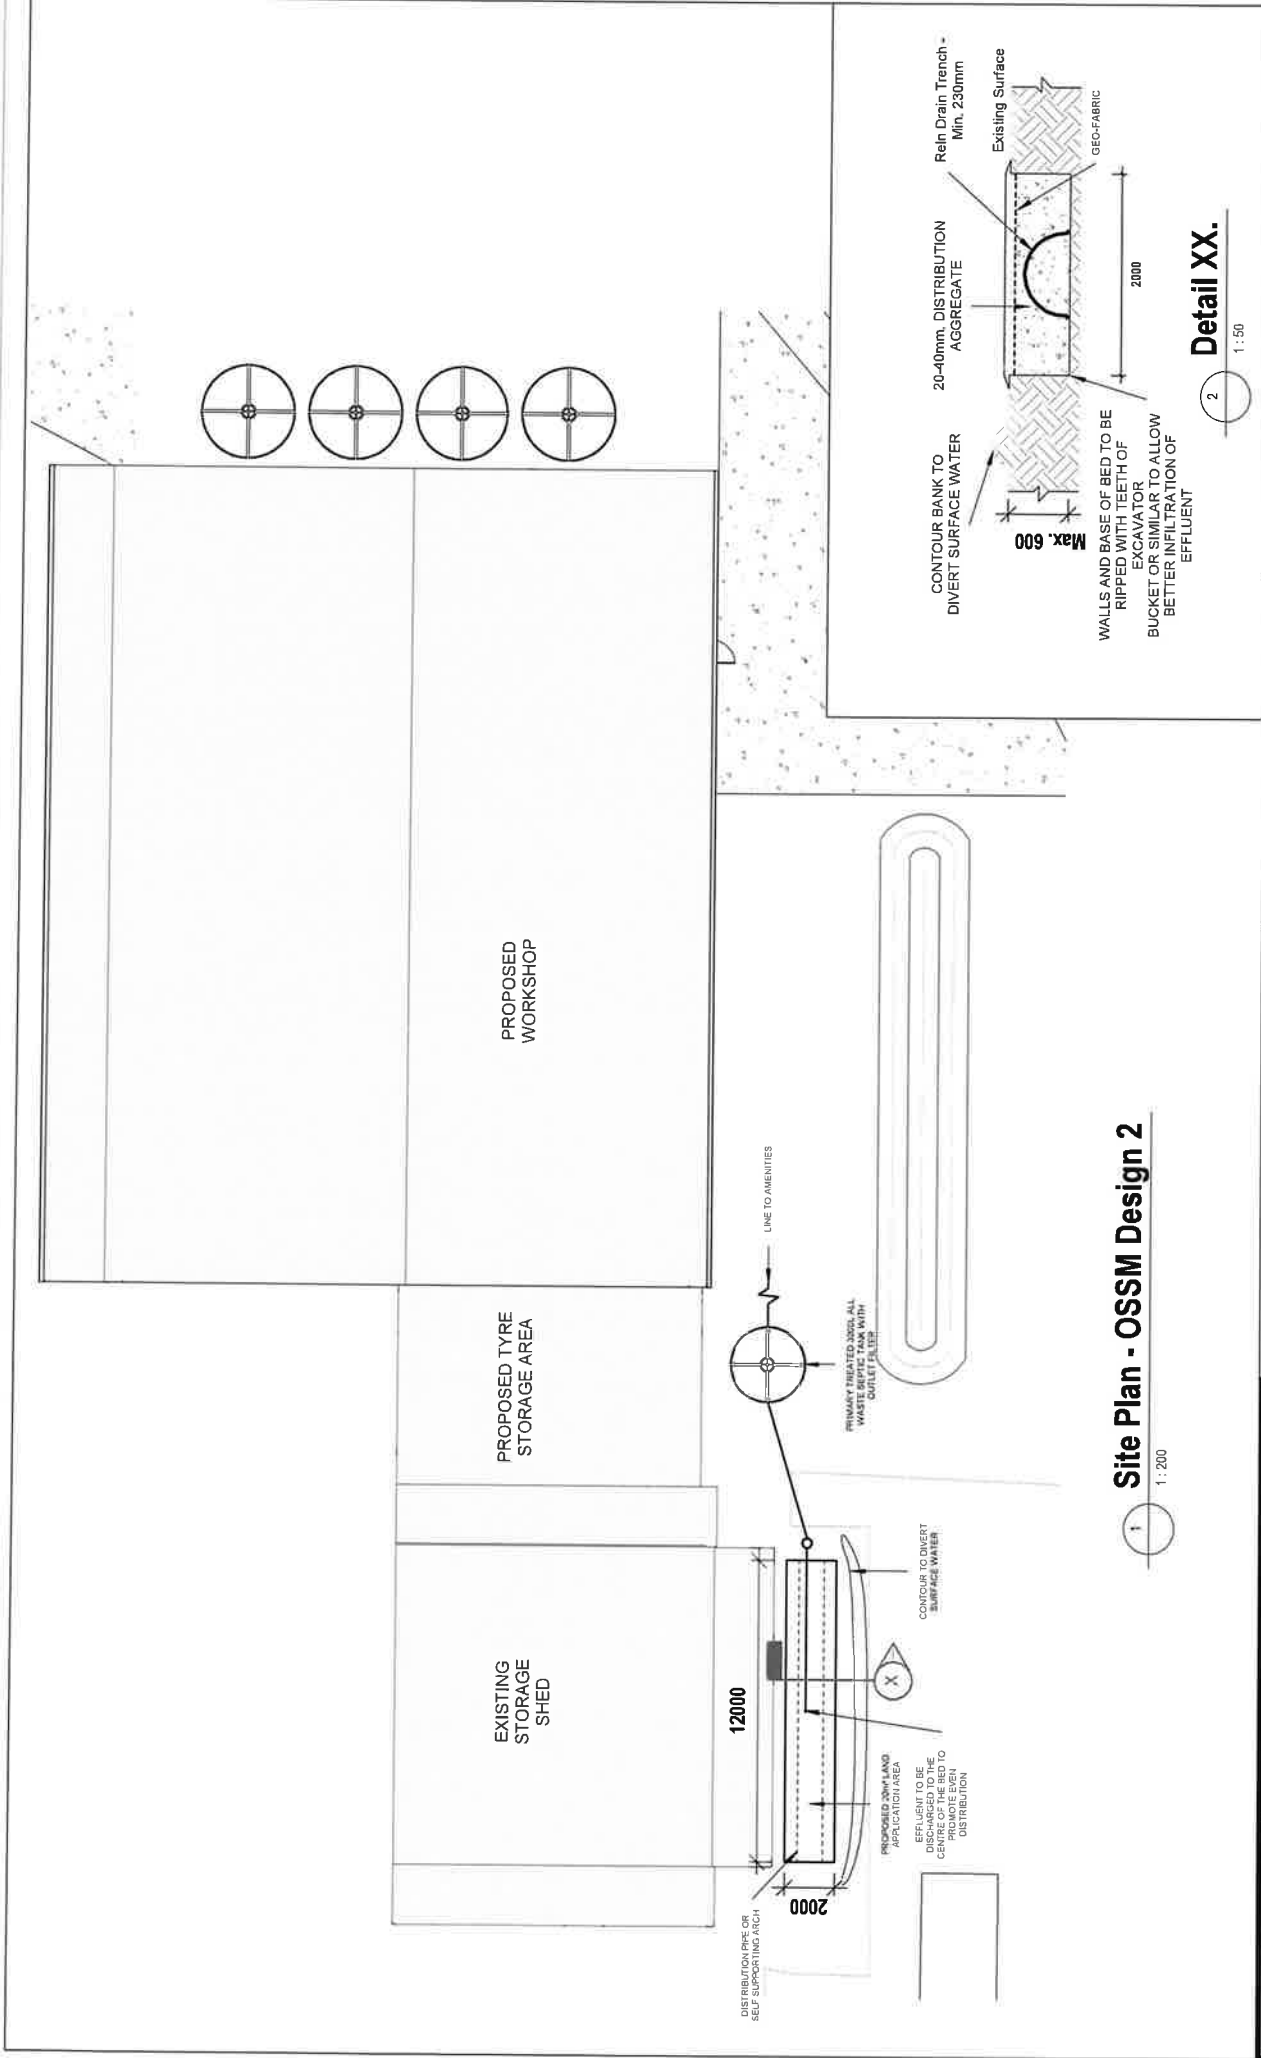 PROPOSED
WORKSHOP
PROPOSED TYRE
STORAGE AREA
EXISTING
STORAGE
SHED
12000
2000
LINE TO AMENITIES
PRIMARY TREATED 3000L ALL
WASTE SEPTIC TANK WITH
OUTLET FILTER
CONTOUR TO DIVERT
SURFACE WATER
X
DISTRIBUTION PIPE OR
SELF SUPPORTING ARCH
PROPOSED LAND
APPLICATION AREA
EFFLUENT TO BE
DISCHARGED TO THE
CENTRE OF THE BED TO
PROMOTE EVEN
DISTRIBUTION
1
Site Plan - OSSM Design 2
1 : 200
CONTOUR BANK TO
DIVERT SURFACE WATER
20-40mm. DISTRIBUTION
AGGREGATE
Reln Drain Trench -
Min. 230mm
Existing Surface
GEO-FABRIC
Max. 600
2000
WALLS AND BASE OF BED TO BE
RIPPED WITH TEETH OF
EXCAVATOR
BUCKET OR SIMILAR TO ALLOW
BETTER INFILTRATION OF
EFFLUENT
2
Detail XX.
1 : 50